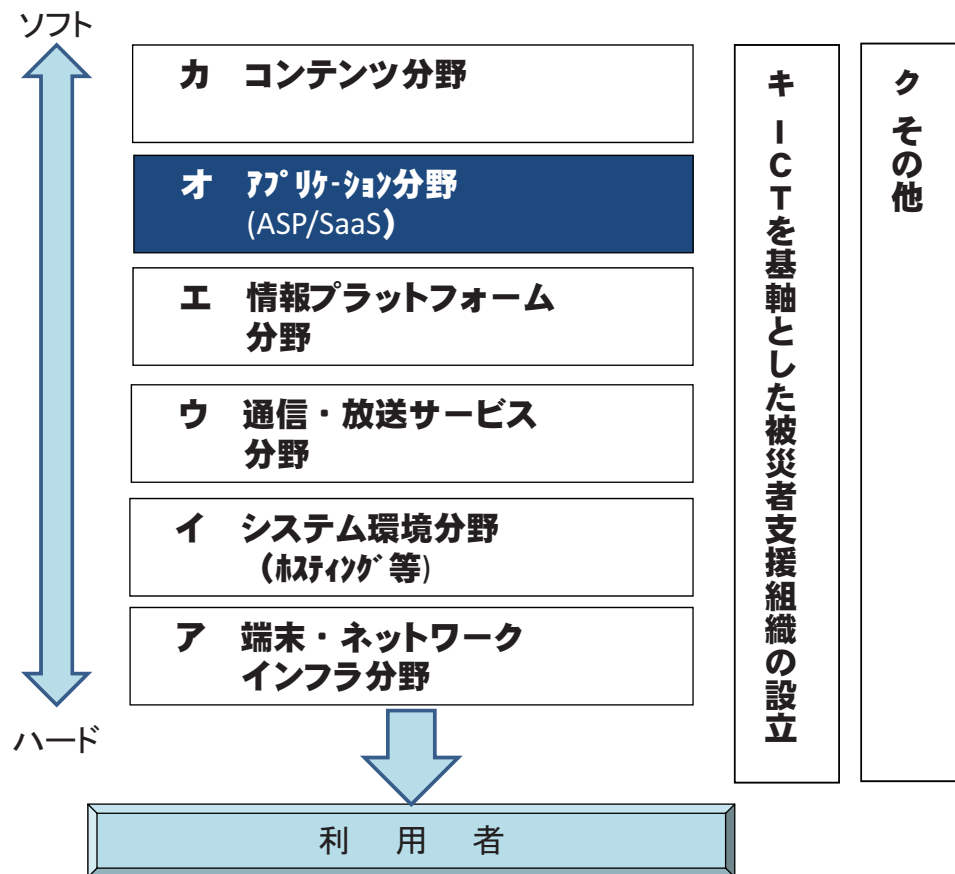 ソフト
カ コンテンツ分野
オ ｱﾌﾟﾘｹｰｼｮﾝ分野
(ASP/SaaS)
エ 情報プラットフォーム
分野
ウ 通信・放送サービス
分野
イ システム環境分野
(ﾎｽﾃｨﾝｸﾞ等)
ア 端末・ネットワーク
インフラ分野
ハード
利用者
キ ICTを基軸とした被災者支援組織の設立
ク その他